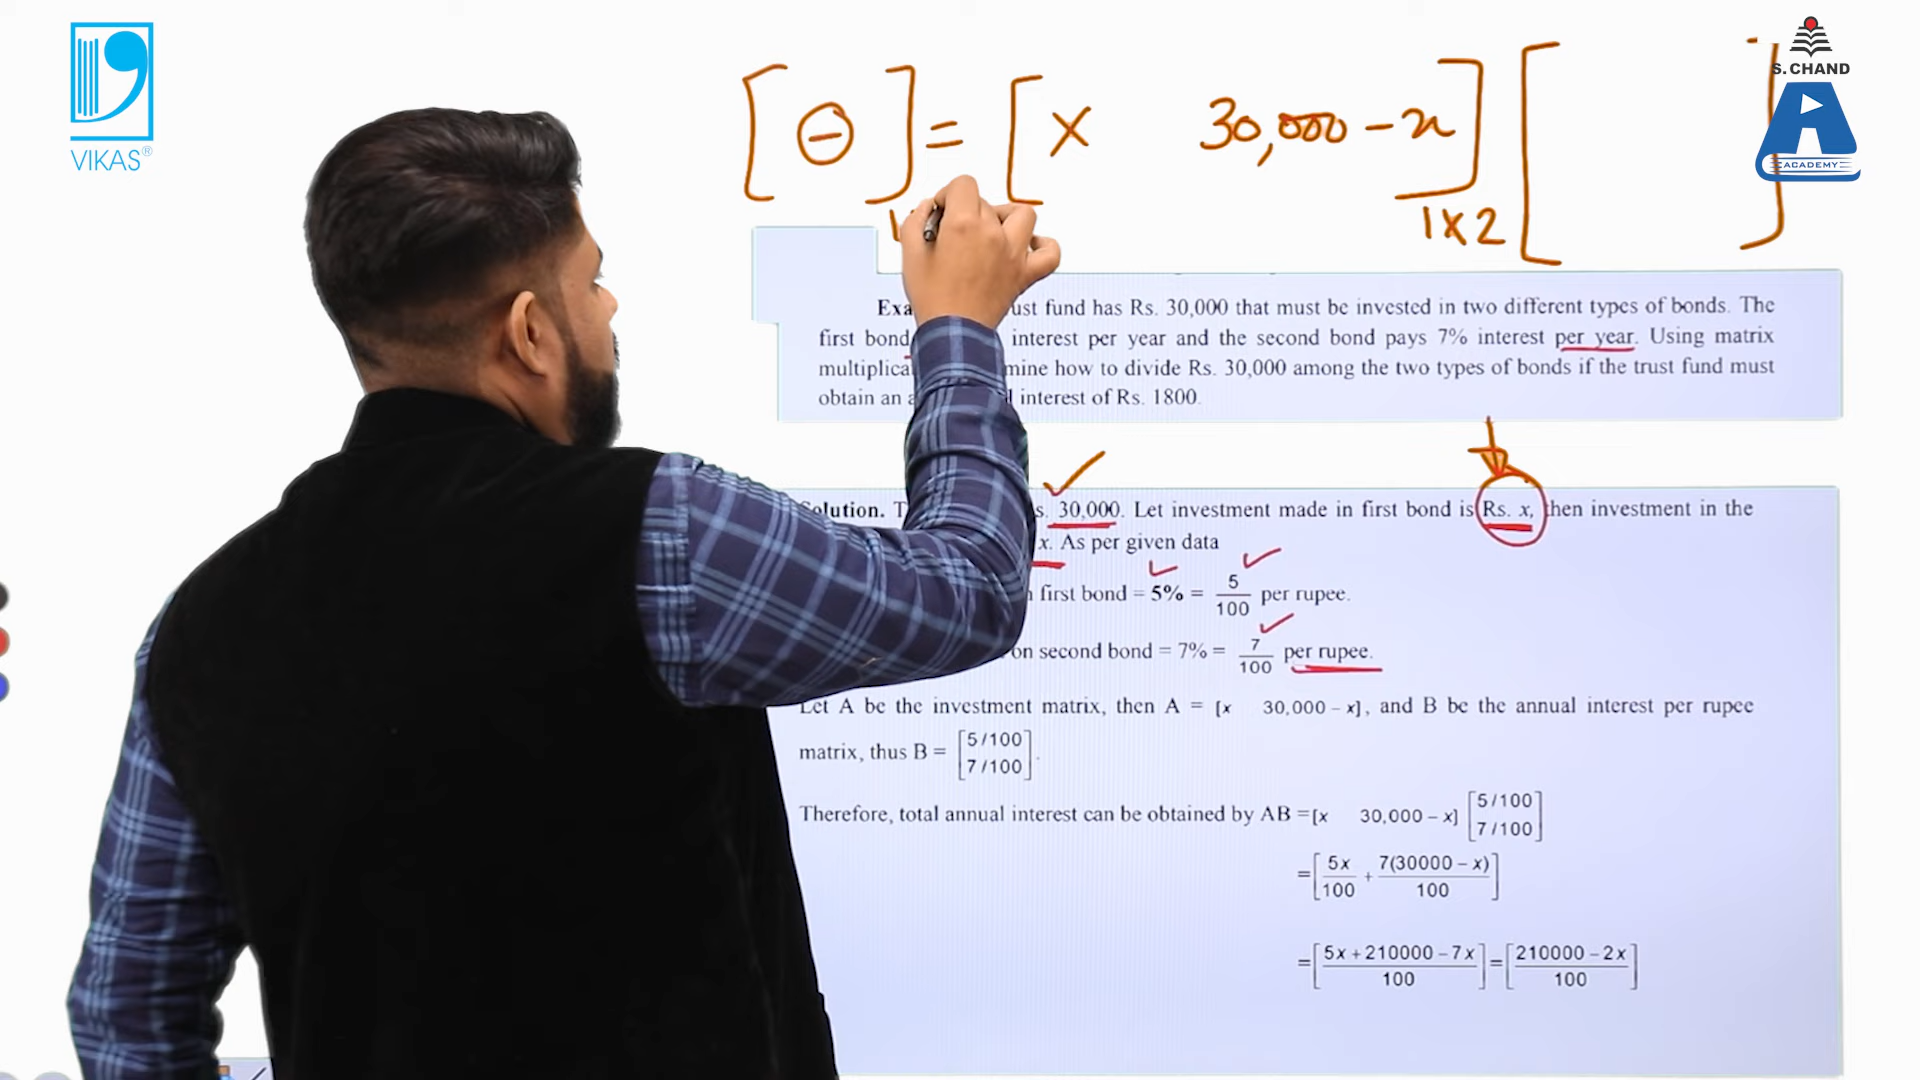 VIKAS®
S. CHAND
ACADEMY
[ Θ ] = [ x 30,000 – x ] [ ]
1×2
ust fund has Rs. 30,000 that must be invested in two different types of bonds. The
first bond interest per year and the second bond pays 7% interest per year. Using matrix
how to divide Rs. 30,000 among the two types of bonds if the trust fund must
obtain an interest of Rs. 1800.
30,000. Let investment made in first bond is Rs. x, then investment in the
x. As per given data
first bond = 5% = 5/100 per rupee.
on second bond = 7% = 7/100 per rupee.
Let A be the investment matrix, then A = [x 30,000 – x], and B be the annual interest per rupee
matrix, thus B = [5/100 7/100].
Therefore, total annual interest can be obtained by AB =[x 30,000 – x] [5/100 7/100]
=[5x/100 + 7(30000 – x)/100]
=[5x + 210000 – 7x/100]=[210000 – 2x/100]